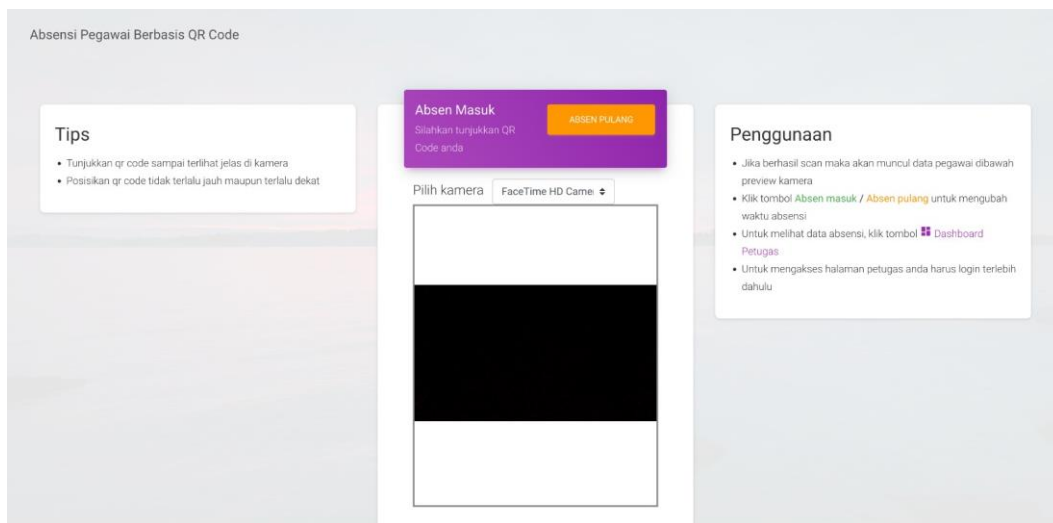 Absensi Pegawai Berbasis QR Code
Tips
• Tunjukkan qr code sampai terlihat jelas di kamera
• Posisikan qr code tidak terlalu jauh maupun terlalu dekat
Absen Masuk
Silahkan tunjukkan QR
Code anda
ABSEN PULANG
Pilih kamera
FaceTime HD Camer
Penggunaan
• Jika berhasil scan maka akan muncul data pegawai dibawah
preview kamera
• Klik tombol Absen masuk / Absen pulang untuk mengubah
waktu absensi
• Untuk melihat data absensi, klik tombol Dashboard
Petugas
• Untuk mengakses halaman petugas anda harus login terlebih
dahulu